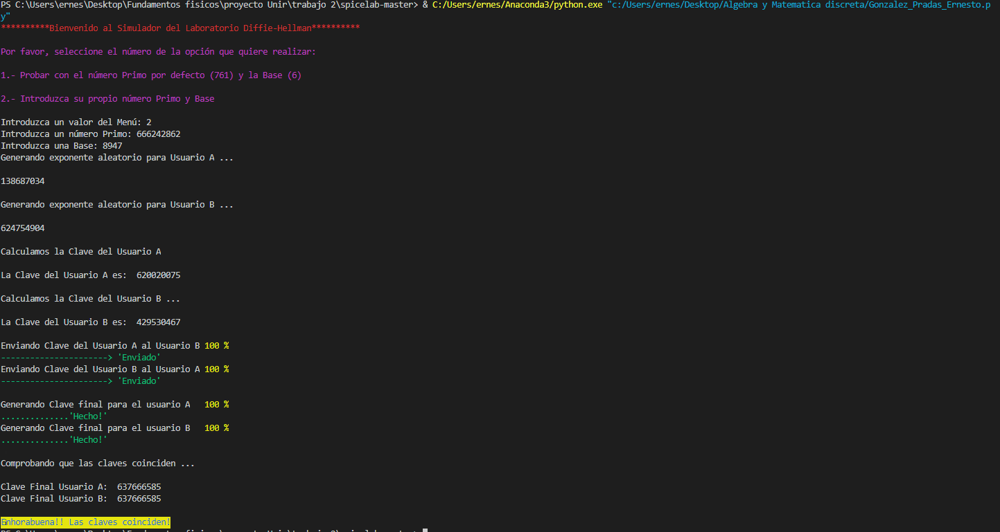 PS C:\Users\ernes\Desktop\Fundamentos fisicos\proyecto Unir\trabajo 2\spicelab-master> & C:/Users/ernes/Anaconda3/python.exe "c:/Users/ernes/Desktop/Algebra y Matematica discreta/Gonzalez_Pradas_Ernesto.p
y"
**********Bienvenido al Simulador del Laboratorio Diffie-Hellman**********
Por favor, seleccione el número de la opción que quiere realizar:
1.- Probar con el número Primo por defecto (761) y la Base (6)
2.- Introduzca su propio número Primo y Base
Introduzca un valor del Menú: 2
Introduzca un número Primo: 666242862
Introduzca una Base: 8947
Generando exponente aleatorio para Usuario A ...
138687034
Generando exponente aleatorio para Usuario B ...
624754904
Calculamos la Clave del Usuario A
La Clave del Usuario A es:  620020075
Calculamos la Clave del Usuario B ...
La Clave del Usuario B es:  429530467
Enviando Clave del Usuario A al Usuario B 100 %
----------------------> 'Enviado'
Enviando Clave del Usuario B al Usuario A 100 %
----------------------> 'Enviado'
Generando Clave final para el usuario A   100 %
..............'Hecho!'
Generando Clave final para el usuario B   100 %
..............'Hecho!'
Comprobando que las claves coinciden ...
Clave Final Usuario A:  637666585
Clave Final Usuario B:  637666585
Enhorabuena!! Las claves coinciden!